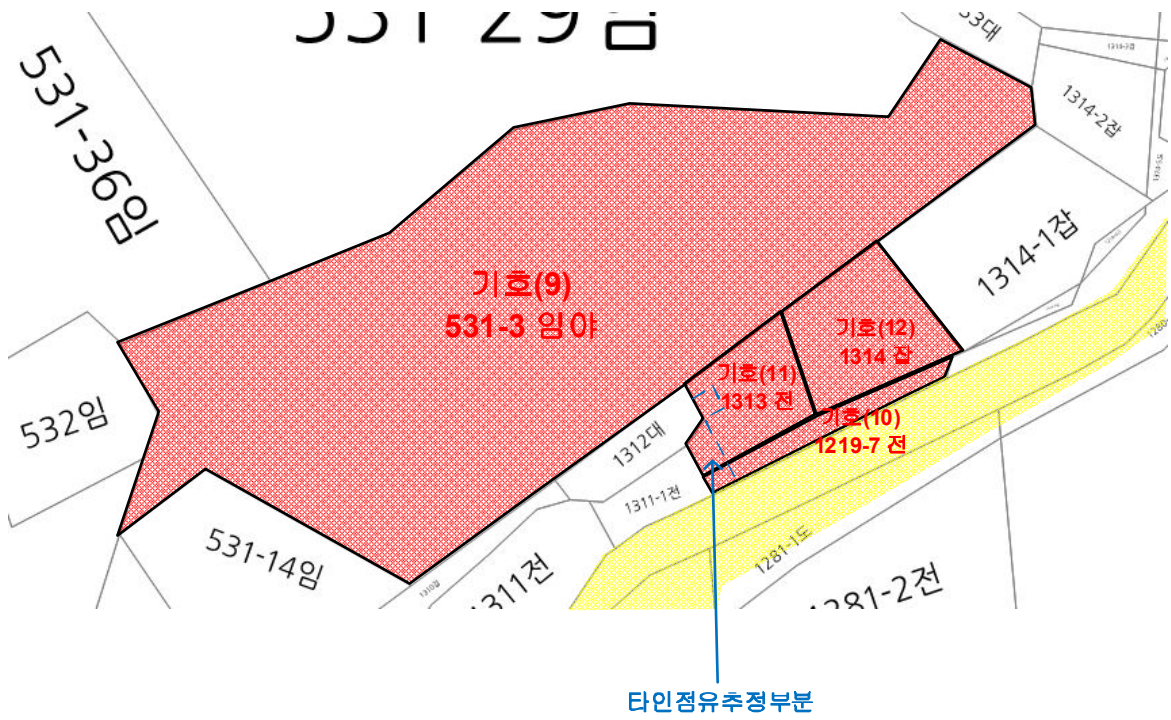 531-29임
531-36임
1314-2잡
기호(9)
531-3 임야
1314-1잡
기호(12)
1314 잡
기호(11)
1313 전
기호(10)
1219-7 전
532임
1312대
1311-1전
531-14임
1281-1도
1311전
1281-2전
타인점유추정부분